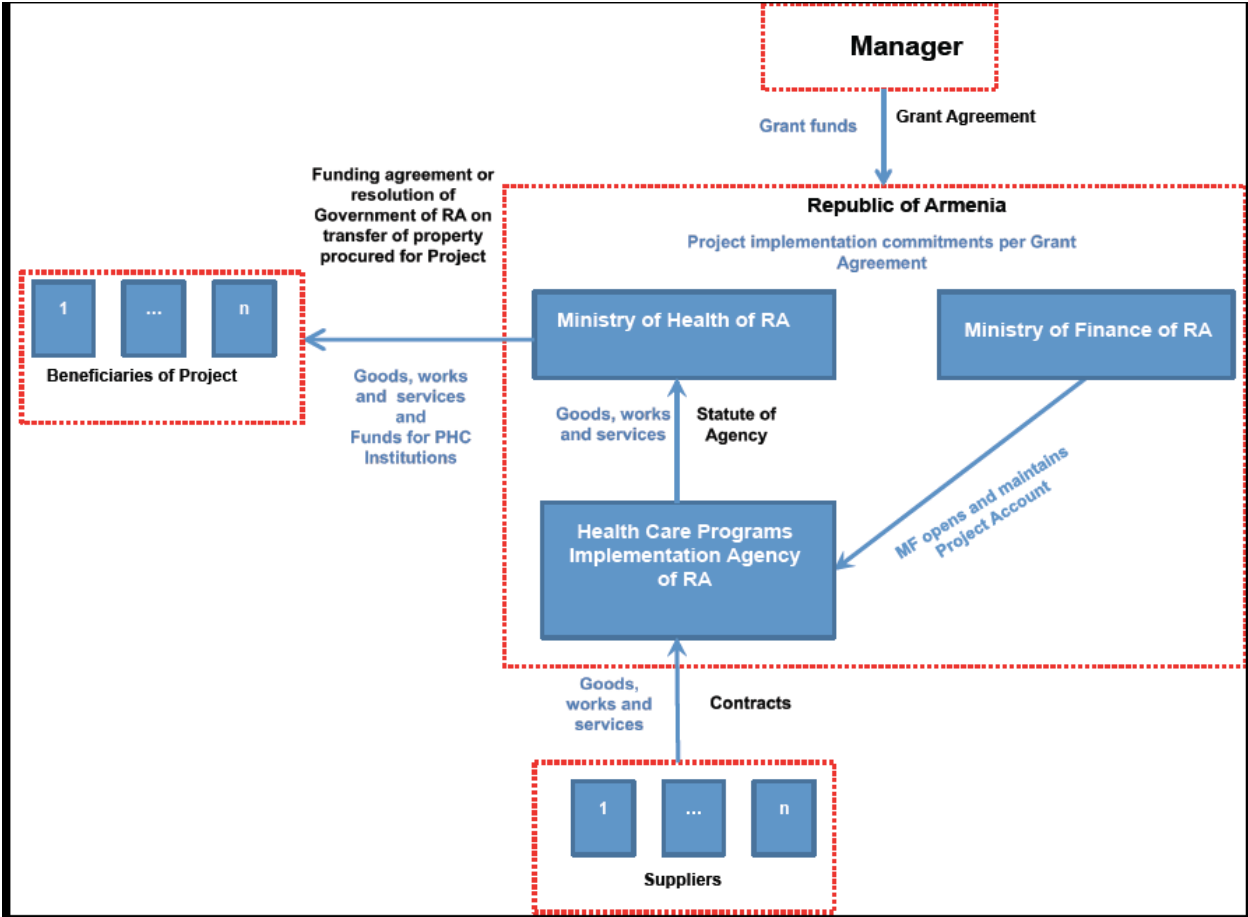 Manager
Grant funds
Grant Agreement
Funding agreement or
resolution of
Government of RA on
transfer of property
procured for Project
Republic of Armenia
Project implementation commitments per Grant
Agreement
1
...
n
Beneficiaries of Project
Ministry of Health of RA
Ministry of Finance of RA
Goods, works
and services
and
Funds for PHC
Institutions
Goods, works
and services
Statute of
Agency
MF opens and maintains
Project Account
Health Care Programs
Implementation Agency
of RA
Goods,
works and
services
Contracts
1
...
n
Suppliers